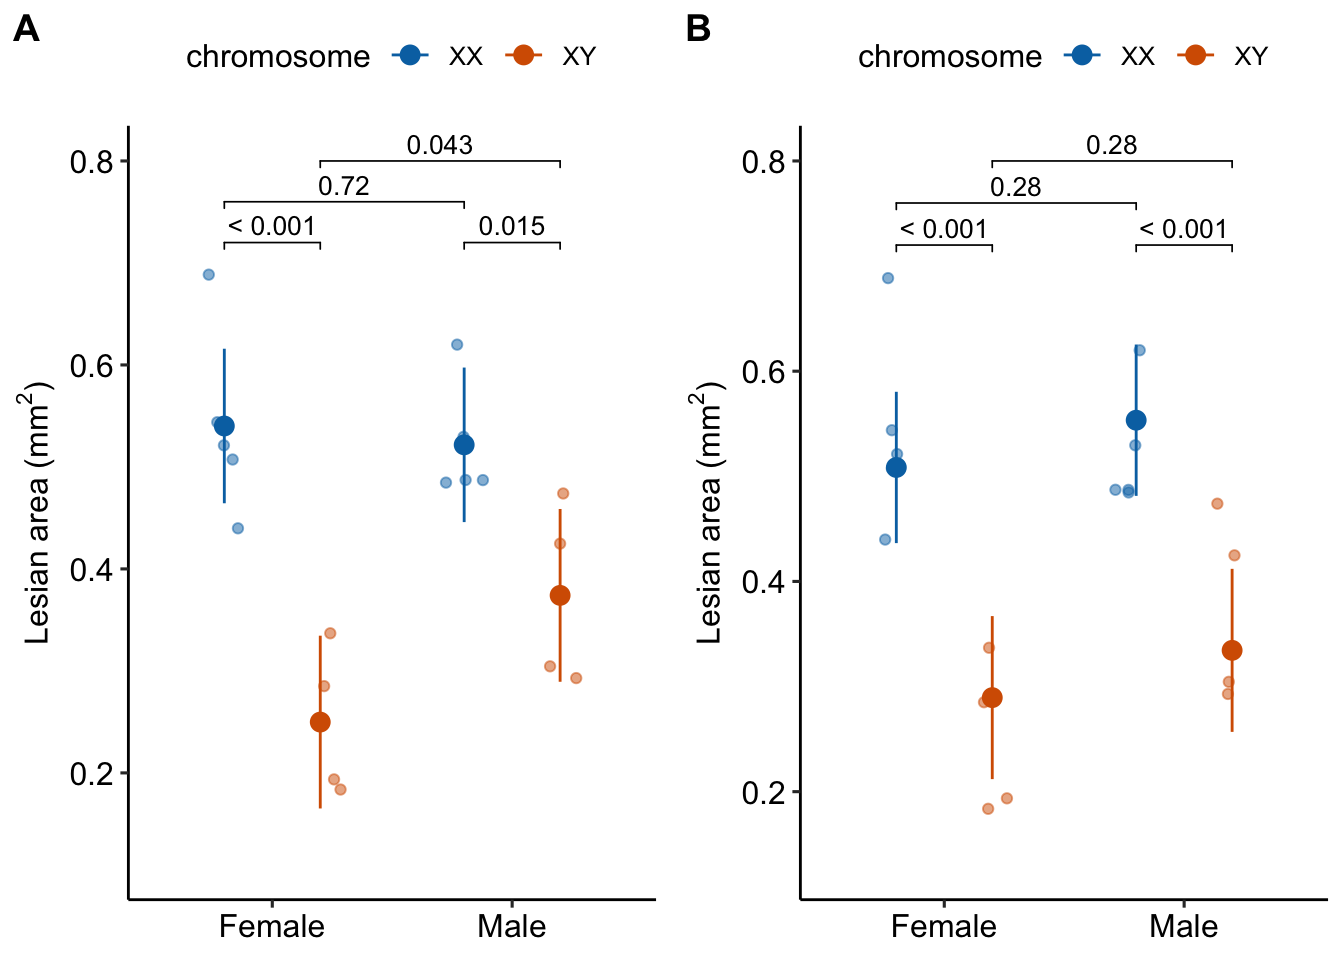 A
chromosome XX XY
0.043
0.72
< 0.001 0.015
0.8
0.6
0.4
0.2
Lesian area (mm²)
Female Male
B
chromosome XX XY
0.28
0.28
< 0.001 < 0.001
0.8
0.6
0.4
0.2
Lesian area (mm²)
Female Male